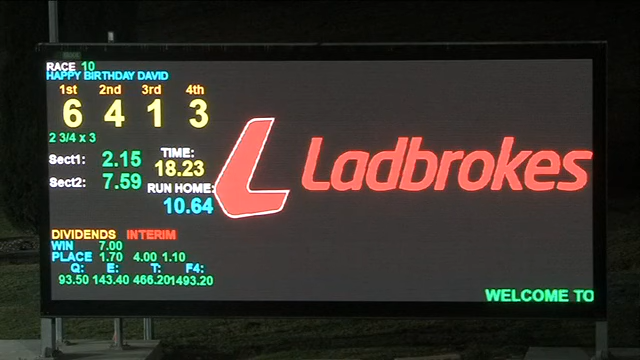 RACE 10
HAPPY BIRTHDAY DAVID
1st 2nd 3rd 4th
6 4 1 3
2 3/4 x 3
Sect1: 2.15
Sect2: 7.59
TIME:
18.23
RUN HOME:
10.64
L Ladbrokes
DIVIDENDS INTERIM
WIN 7.00
PLACE 1.70 4.00 1.10
Q: E: T: F4:
93.50 143.40 466.20 1493.20
WELCOME TO